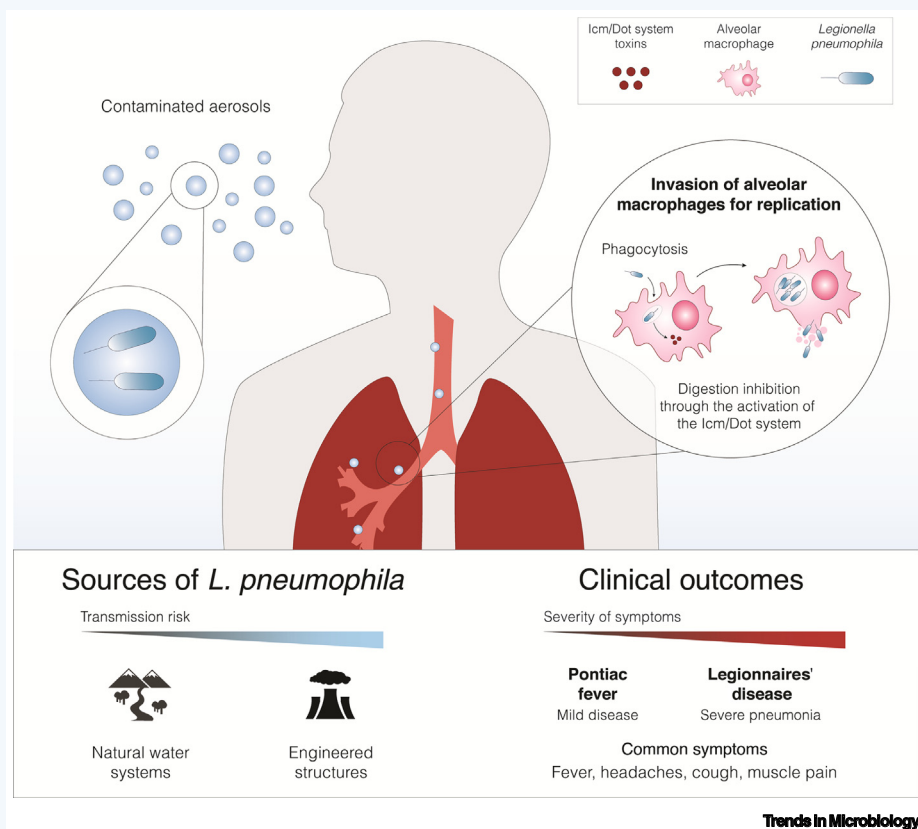 Icm/Dot system
toxins
Alveolar
macrophage
Legionella
pneumophila
Contaminated aerosols
Invasion of alveolar
macrophages for replication
Phagocytosis
Digestion inhibition
through the activation of
the Icm/Dot system
Sources of L. pneumophila
Transmission risk
Natural water
systems
Engineered
structures
Clinical outcomes
Severity of symptoms
Pontiac
fever
Mild disease
Legionnaires'
disease
Severe pneumonia
Common symptoms
Fever, headaches, cough, muscle pain
Trends in Microbiology